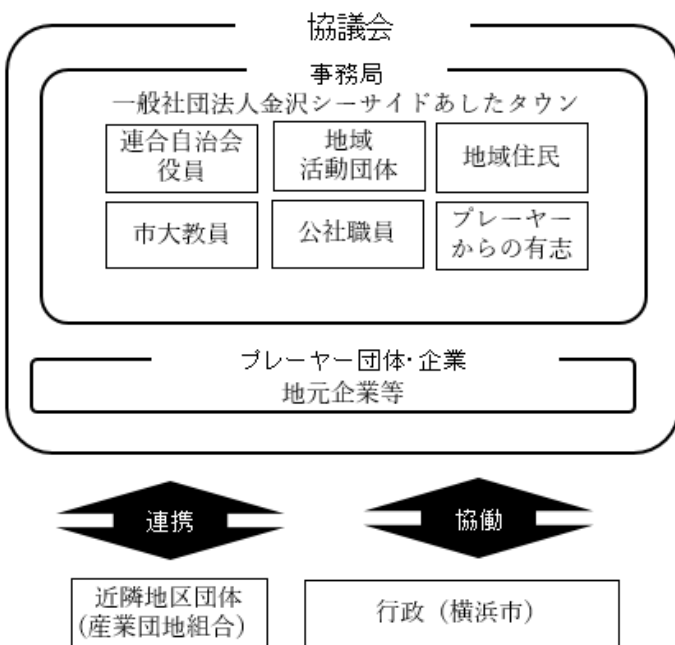 協議会
事務局
一般社団法人金沢シーサイドあしたタウン
連合自治会
役員
地域
活動団体
地域住民
市大教員
公社職員
プレーヤー
からの有志
プレーヤー団体・企業
地元企業等
連携
協働
近隣地区団体
(産業団地組合)
行政（横浜市）